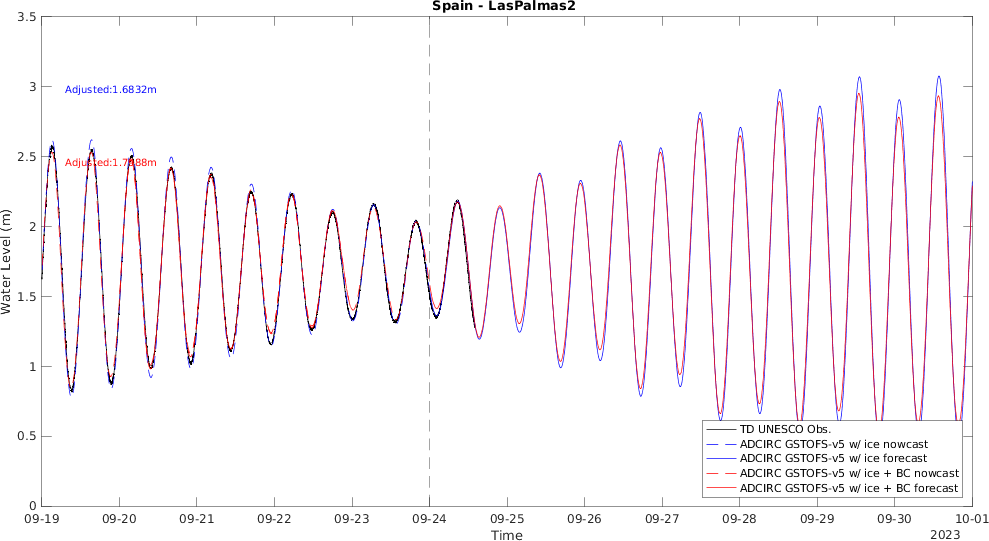 Spain - LasPalmas2
3.5
3
2.5
2
1.5
1
0.5
0
Water Level (m)
Adjusted:1.6832m
Adjusted:1.7888m
TD UNESCO Obs.
ADCIRC GSTOFS-v5 w/ ice nowcast
ADCIRC GSTOFS-v5 w/ ice forecast
ADCIRC GSTOFS-v5 w/ ice + BC nowcast
ADCIRC GSTOFS-v5 w/ ice + BC forecast
09-19 09-20 09-21 09-22 09-23 09-24 09-25 09-26 09-27 09-28 09-29 09-30 10-01
Time
2023